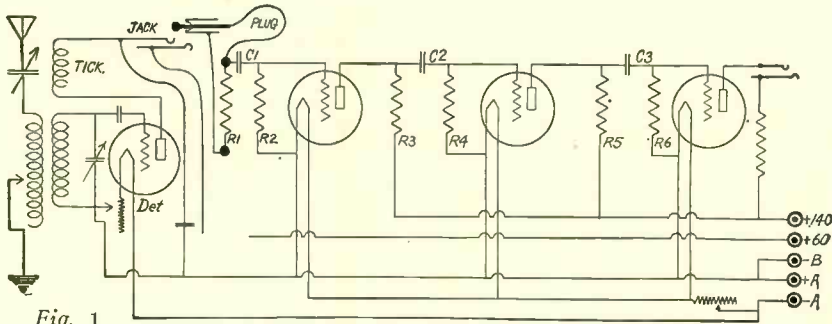 JACK
PLUG
TICK.
C1
C2
C3
R1
R2
R3
R4
R5
R6
Det
+140
+60
-B
+A
-A
Fig. 1